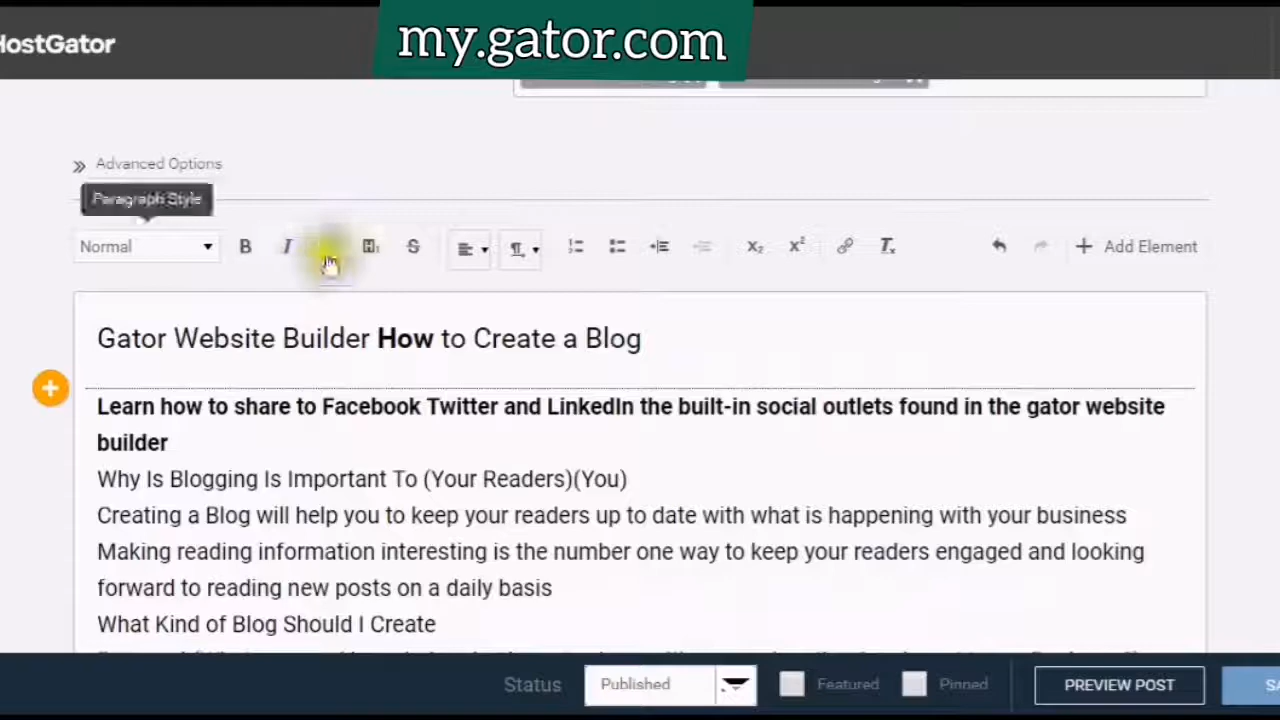 my.gator.com
HostGator
Advanced Options
Paragraph Style
Normal B I S X₂ X² Tx Add Element
Gator Website Builder How to Create a Blog
Learn how to share to Facebook Twitter and LinkedIn the built-in social outlets found in the gator website
builder
Why Is Blogging Is Important To (Your Readers)(You)
Creating a Blog will help you to keep your readers up to date with what is happening with your business
Making reading information interesting is the number one way to keep your readers engaged and looking
forward to reading new posts on a daily basis
What Kind of Blog Should I Create
Status Published Featured Pinned PREVIEW POST